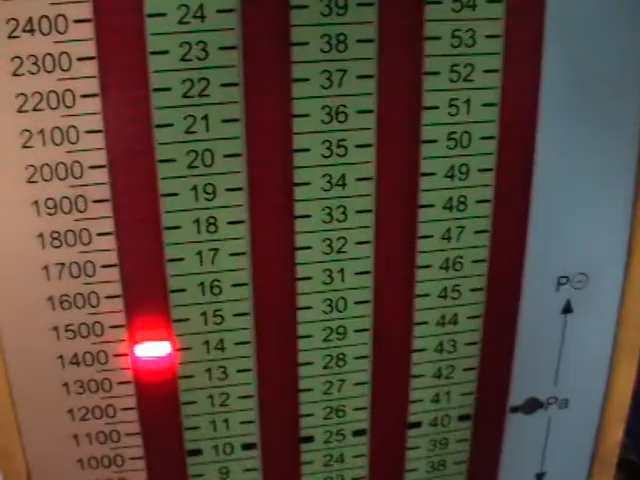 2400 24 39 54
2300 23 38 53
2200 22 37 52
2100 21 36 51
2000 20 35 50
1900 19 34 49
1800 18 33 48
1700 17 32 47
1600 16 31 46
1500 15 30 45
1400 14 29 44
1300 13 28 43
1200 12 27 42
1100 11 26 41
1000 10 25 40
9 24 39
38
P⊖
Pa